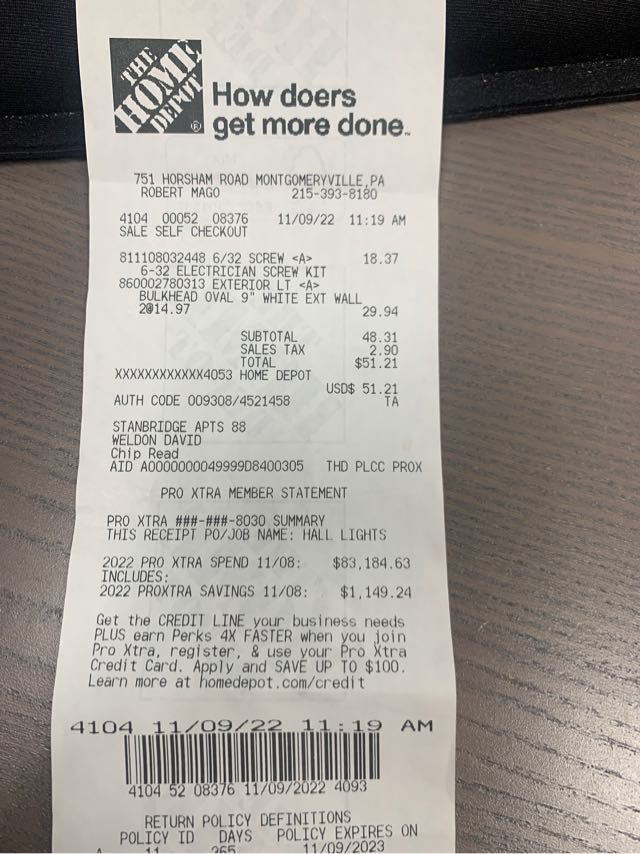 THE
HOME
DEPOT
®
How doers
get more done™
751 HORSHAM ROAD MONTGOMERYVILLE,PA
ROBERT MAGO 215-393-8180
4104 00052 08376 11/09/22 11:19 AM
SALE SELF CHECKOUT
811108032448 6/32 SCREW <A> 18.37
6-32 ELECTRICIAN SCREW KIT
860002780313 EXTERIOR LT <A>
BULKHEAD OVAL 9" WHITE EXT WALL
2@14.97 29.94
SUBTOTAL 48.31
SALES TAX 2.90
TOTAL $51.21
XXXXXXXXXXXX4053 HOME DEPOT
USD$ 51.21
AUTH CODE 009308/4521458 TA
STANBRIDGE APTS 88
WELDON DAVID
Chip Read
AID A0000000049999D8400305 THD PLCC PROX
PRO XTRA MEMBER STATEMENT
PRO XTRA ###-###-8030 SUMMARY
THIS RECEIPT PO/JOB NAME: HALL LIGHTS
2022 PRO XTRA SPEND 11/08: $83,184.63
INCLUDES:
2022 PROXTRA SAVINGS 11/08: $1,149.24
Get the CREDIT LINE your business needs
PLUS earn Perks 4X FASTER when you join
Pro Xtra, register, & use your Pro Xtra
Credit Card. Apply and SAVE UP TO $100.
Learn more at homedepot.com/credit
4104 11/09/22 11:19 AM
4104 52 08376 11/09/2022 4093
RETURN POLICY DEFINITIONS
POLICY ID DAYS POLICY EXPIRES ON
A 11 365 11/09/2023